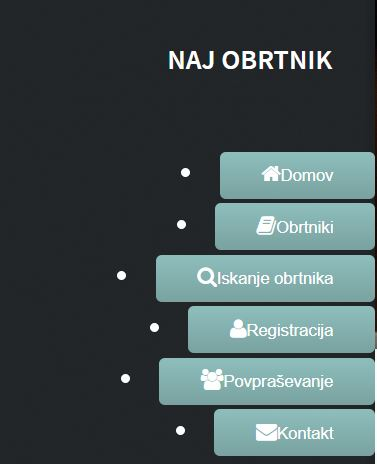 NAJ OBRTNIK
Domov
Obrtniki
Iskanje obrtnika
Registracija
Povpraševanje
Kontakt